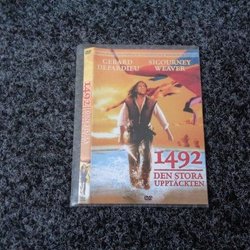 GERARD DEPARDIEU
SIGOURNEY WEAVER
1492
DEN STORA
UPPTÄCKTEN
DVD